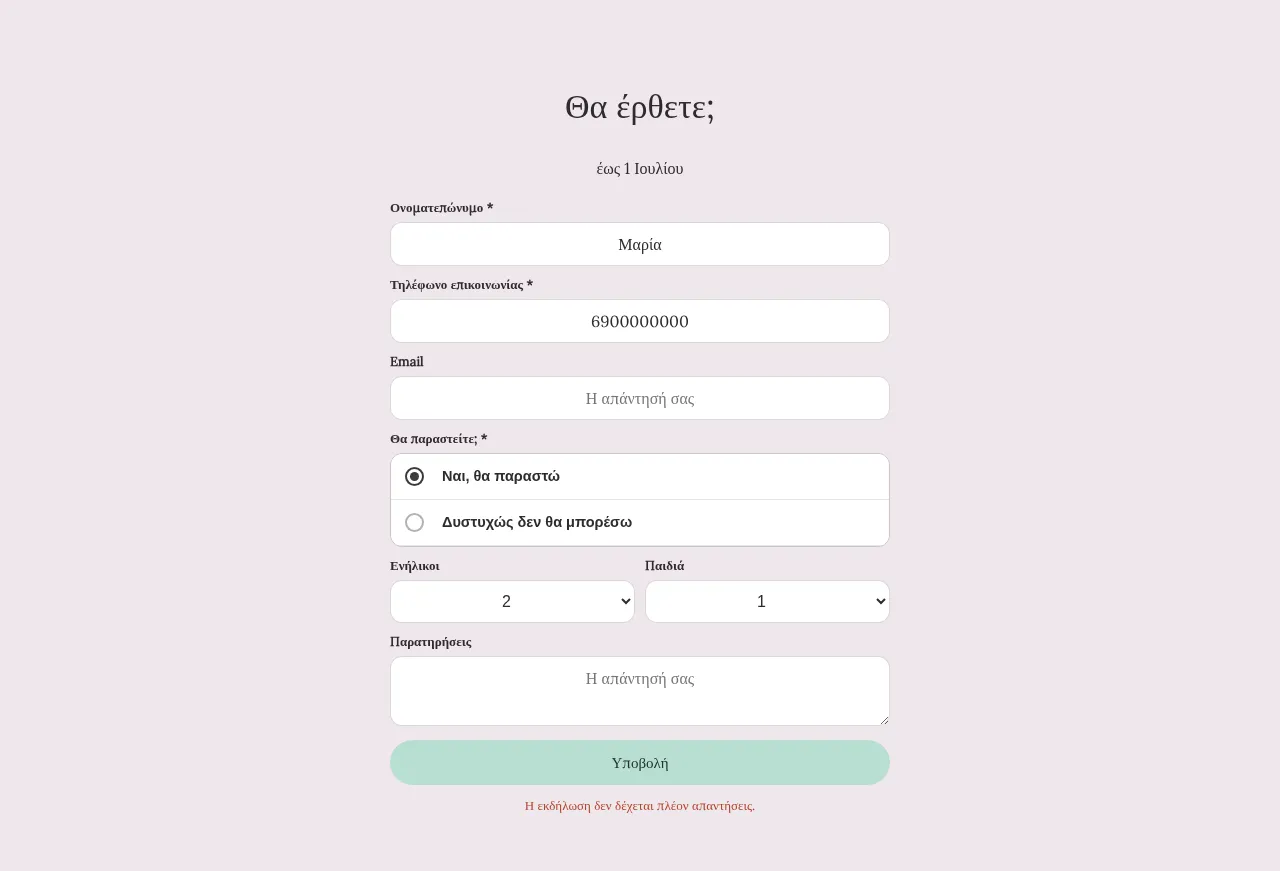 Θα έρθετε;
έως 1 Ιουλίου
Ονοματεπώνυμο *
Μαρία
Τηλέφωνο επικοινωνίας *
6900000000
Email
Η απάντησή σας
Θα παραστείτε; *
Ναι, θα παραστώ
Δυστυχώς δεν θα μπορέσω
Ενήλικοι Παιδιά
2 1
Παρατηρήσεις
Η απάντησή σας
Υποβολή
Η εκδήλωση δεν δέχεται πλέον απαντήσεις.